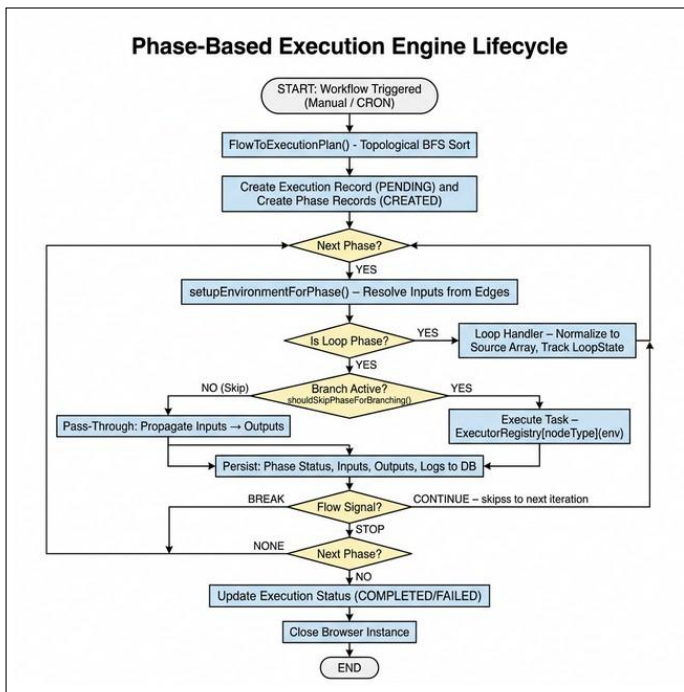 Phase-Based Execution Engine Lifecycle
START: Workflow Triggered
(Manual / CRON)
FlowToExecutionPlan() - Topological BFS Sort
Create Execution Record (PENDING) and
Create Phase Records (CREATED)
Next Phase?
YES
setupEnvironmentForPhase() – Resolve Inputs from Edges
Is Loop Phase?
YES
Loop Handler – Normalize to
Source Array, Track LoopState
YES
NO (Skip)
Branch Active?
shouldSkipPhaseForBranching()
YES
Pass-Through: Propagate Inputs → Outputs
Execute Task –
ExecutorRegistry[nodeType](env)
Persist: Phase Status, Inputs, Outputs, Logs to DB
BREAK
Flow Signal?
CONTINUE – skipss to next iteration
STOP
NONE
Next Phase?
NO
Update Execution Status (COMPLETED/FAILED)
Close Browser Instance
END